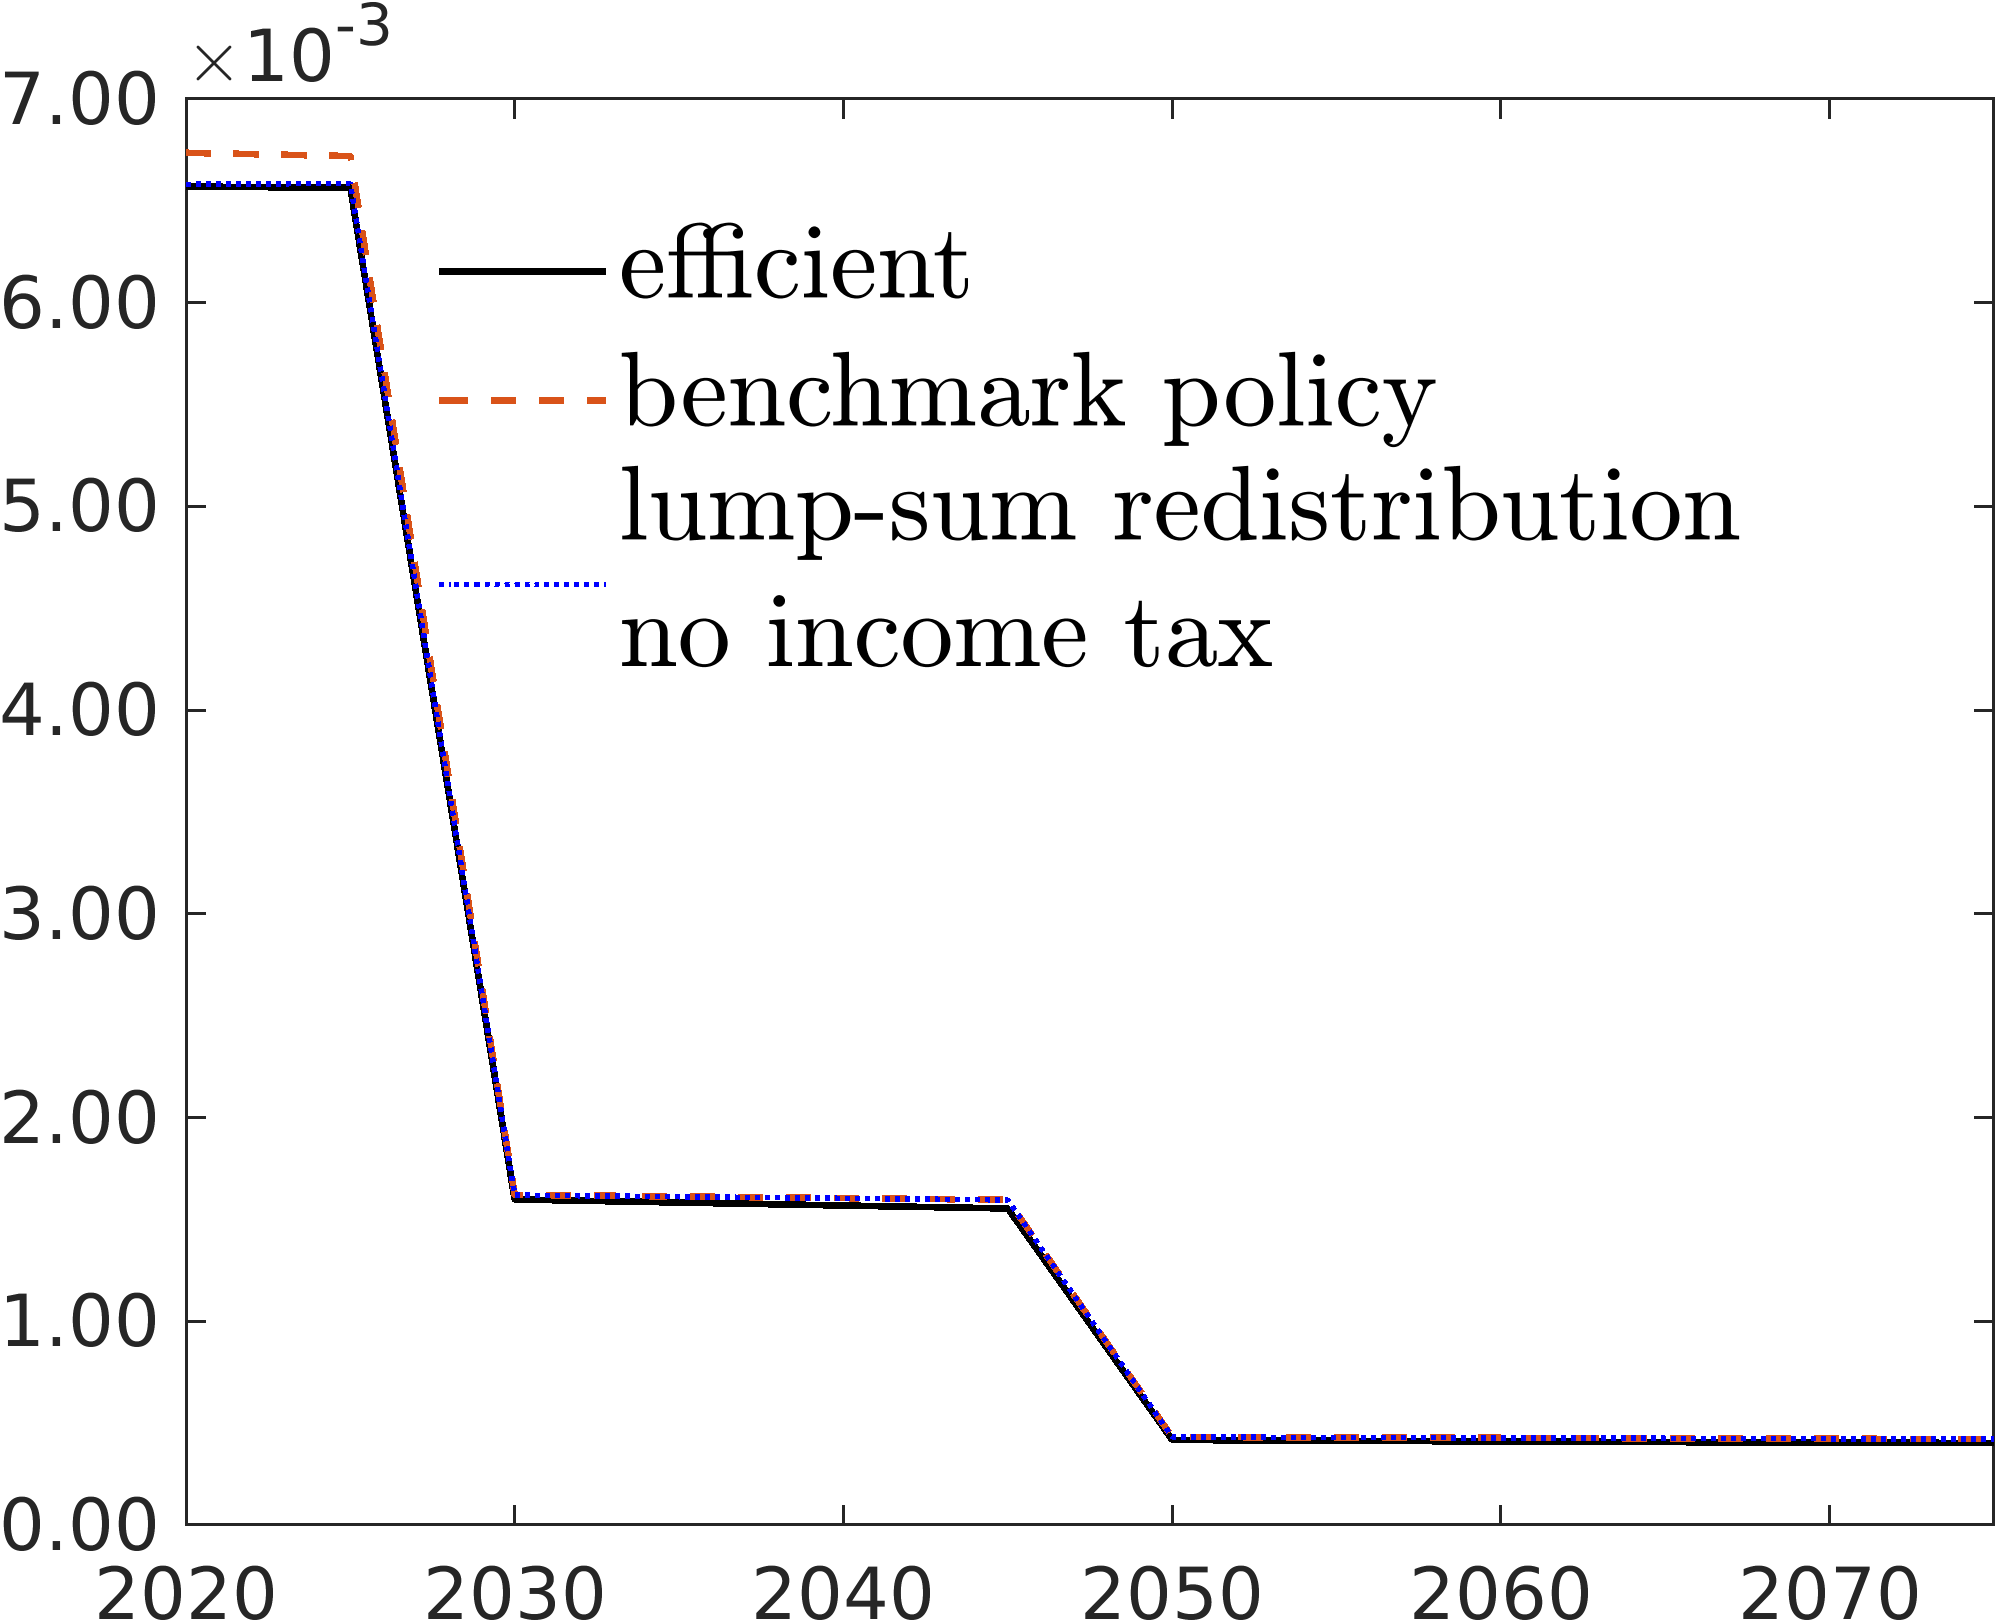 ×10-3
7.00
6.00
5.00
4.00
3.00
2.00
1.00
0.00
efficient
benchmark policy
lump-sum redistribution
no income tax
2020 2030 2040 2050 2060 2070